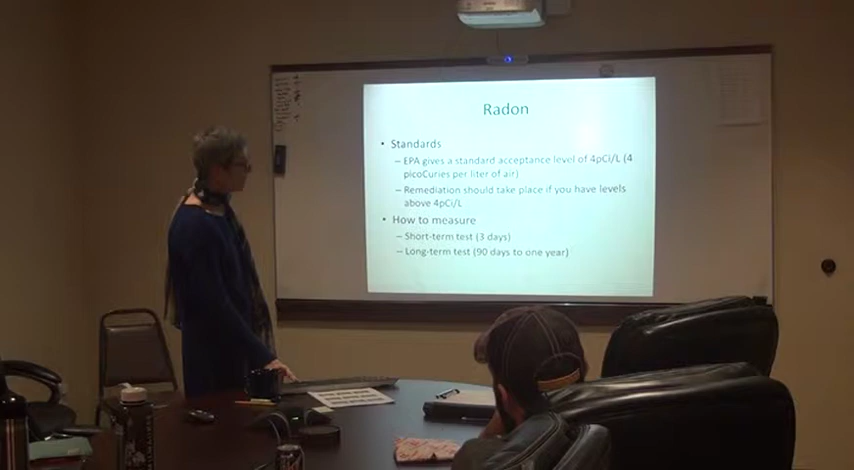 Radon
• Standards
– EPA gives a standard acceptance level of 4pCi/L (4
picoCuries per liter of air)
– Remediation should take place if you have levels
above 4pCi/L
• How to measure
– Short-term test (3 days)
– Long-term test (90 days to one year)